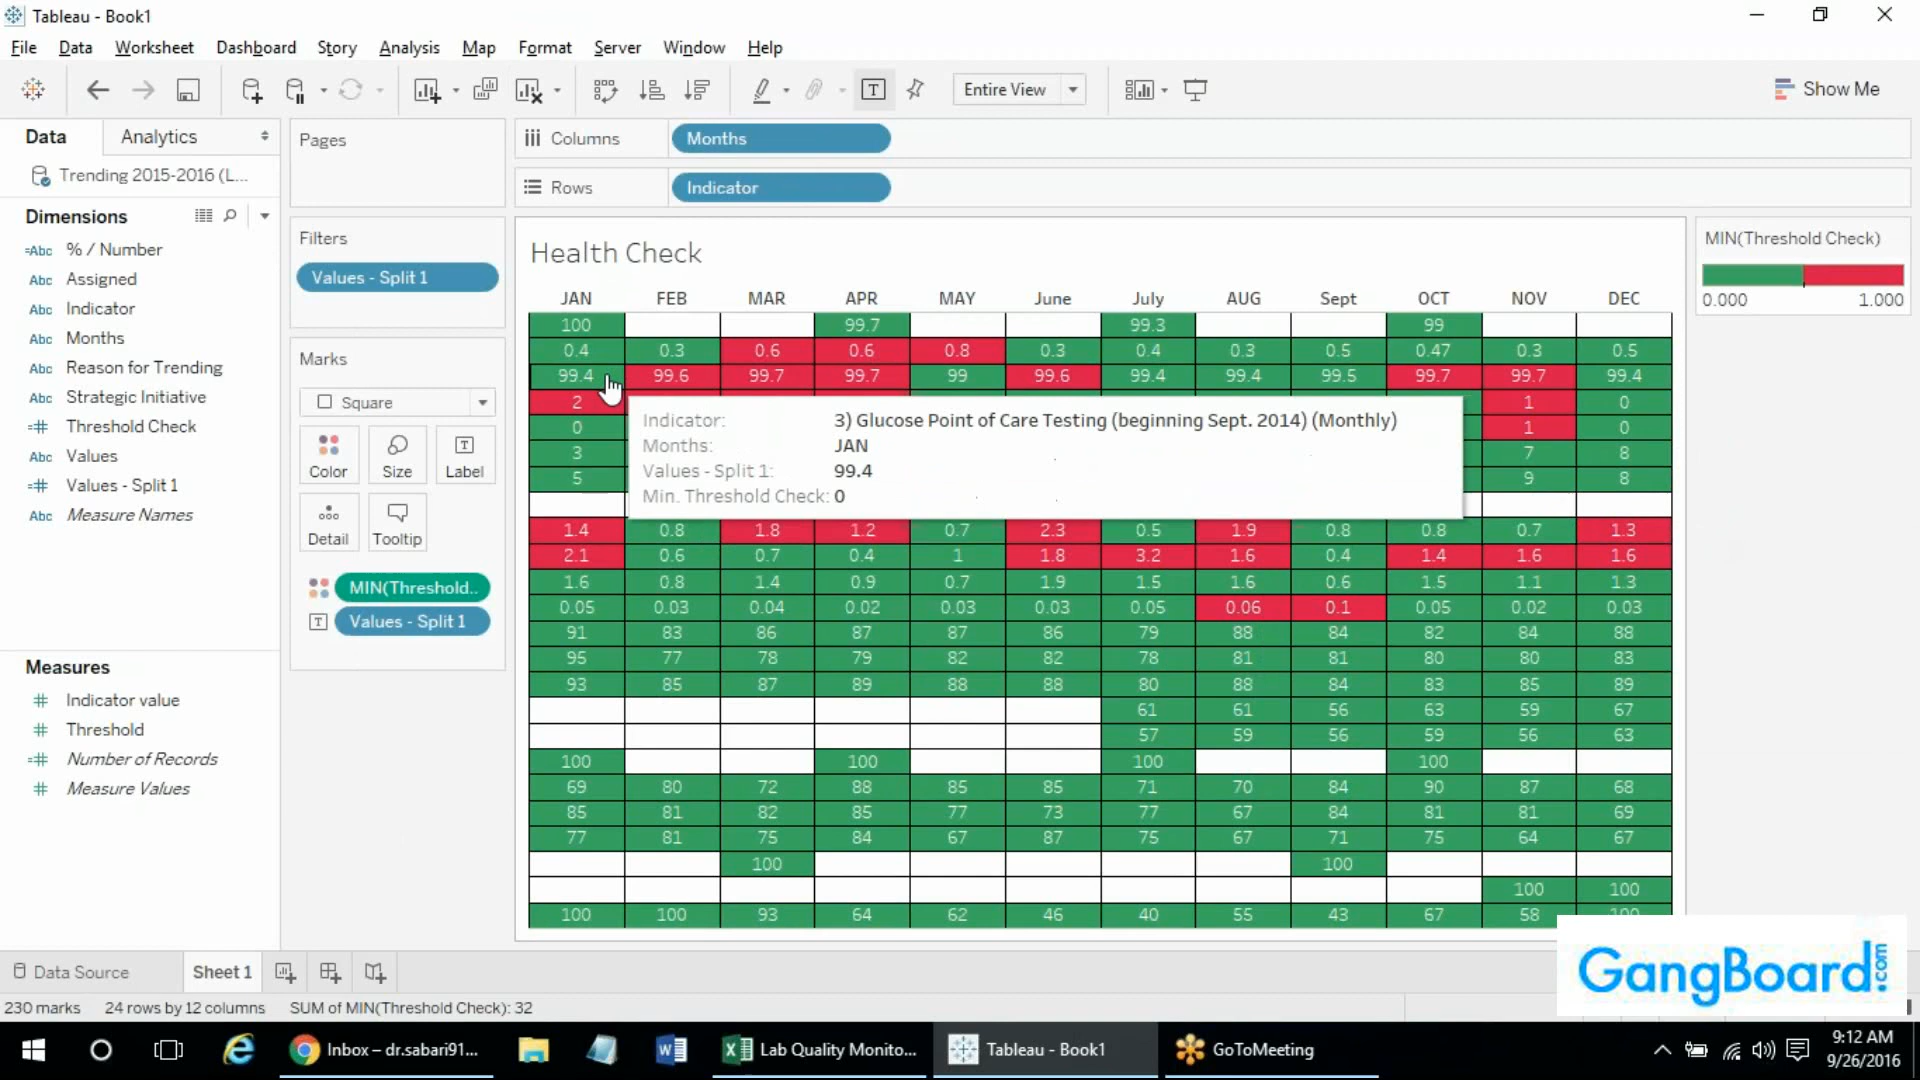 Tableau - Book1
File Data Worksheet Dashboard Story Analysis Map Format Server Window Help
Entire View
Show Me
Data Analytics
Pages
Columns Months
Trending 2015-2016 (L...
Rows Indicator
Dimensions
Filters
Values - Split 1
Abc % / Number
Abc Assigned
Abc Indicator
Abc Months
Abc Reason for Trending
Abc Strategic Initiative
Threshold Check
Abc Values
Values - Split 1
Abc Measure Names
Marks
Square
Color Size Label
Detail Tooltip
MIN(Threshold..
Values - Split 1
Measures
Indicator value
Threshold
Number of Records
Measure Values
Health Check
MIN(Threshold Check)
0.000 1.000
JAN FEB MAR APR MAY June July AUG Sept OCT NOV DEC
100 99.7 99.3 99
0.4 0.3 0.6 0.6 0.8 0.3 0.4 0.3 0.5 0.47 0.3 0.5
99.4 99.6 99.7 99.7 99 99.6 99.4 99.4 99.5 99.7 99.7 99.4
2 1 0
0 1 0
3 7 8
5 9 8
Indicator: 3) Glucose Point of Care Testing (beginning Sept. 2014) (Monthly)
Months: JAN
Values - Split 1: 99.4
Min. Threshold Check: 0
1.4 0.8 1.8 1.2 0.7 2.3 0.5 1.9 0.8 0.8 0.7 1.3
2.1 0.6 0.7 0.4 1 1.8 3.2 1.6 0.4 1.4 1.6 1.6
1.6 0.8 1.4 0.9 0.7 1.9 1.5 1.6 0.6 1.5 1.1 1.3
0.05 0.03 0.04 0.02 0.03 0.03 0.05 0.06 0.1 0.05 0.02 0.03
91 83 86 87 87 86 79 88 84 82 84 88
95 77 78 79 82 82 78 81 81 80 80 83
93 85 87 89 88 88 80 88 84 83 85 89
61 61 56 63 59 67
57 59 56 59 56 63
100 100 100 100
69 80 72 88 85 85 71 70 84 90 87 68
85 81 82 85 77 73 77 67 84 81 81 69
77 81 75 84 67 87 75 67 71 75 64 67
100 100
100 100
100 100 93 64 62 46 40 55 43 67 58
GangBoard.com
Data Source Sheet 1
230 marks 24 rows by 12 columns SUM of MIN(Threshold Check): 32
Inbox – dr.sabari91...
Lab Quality Monito...
Tableau - Book1
GoToMeeting
9:12 AM
9/26/2016